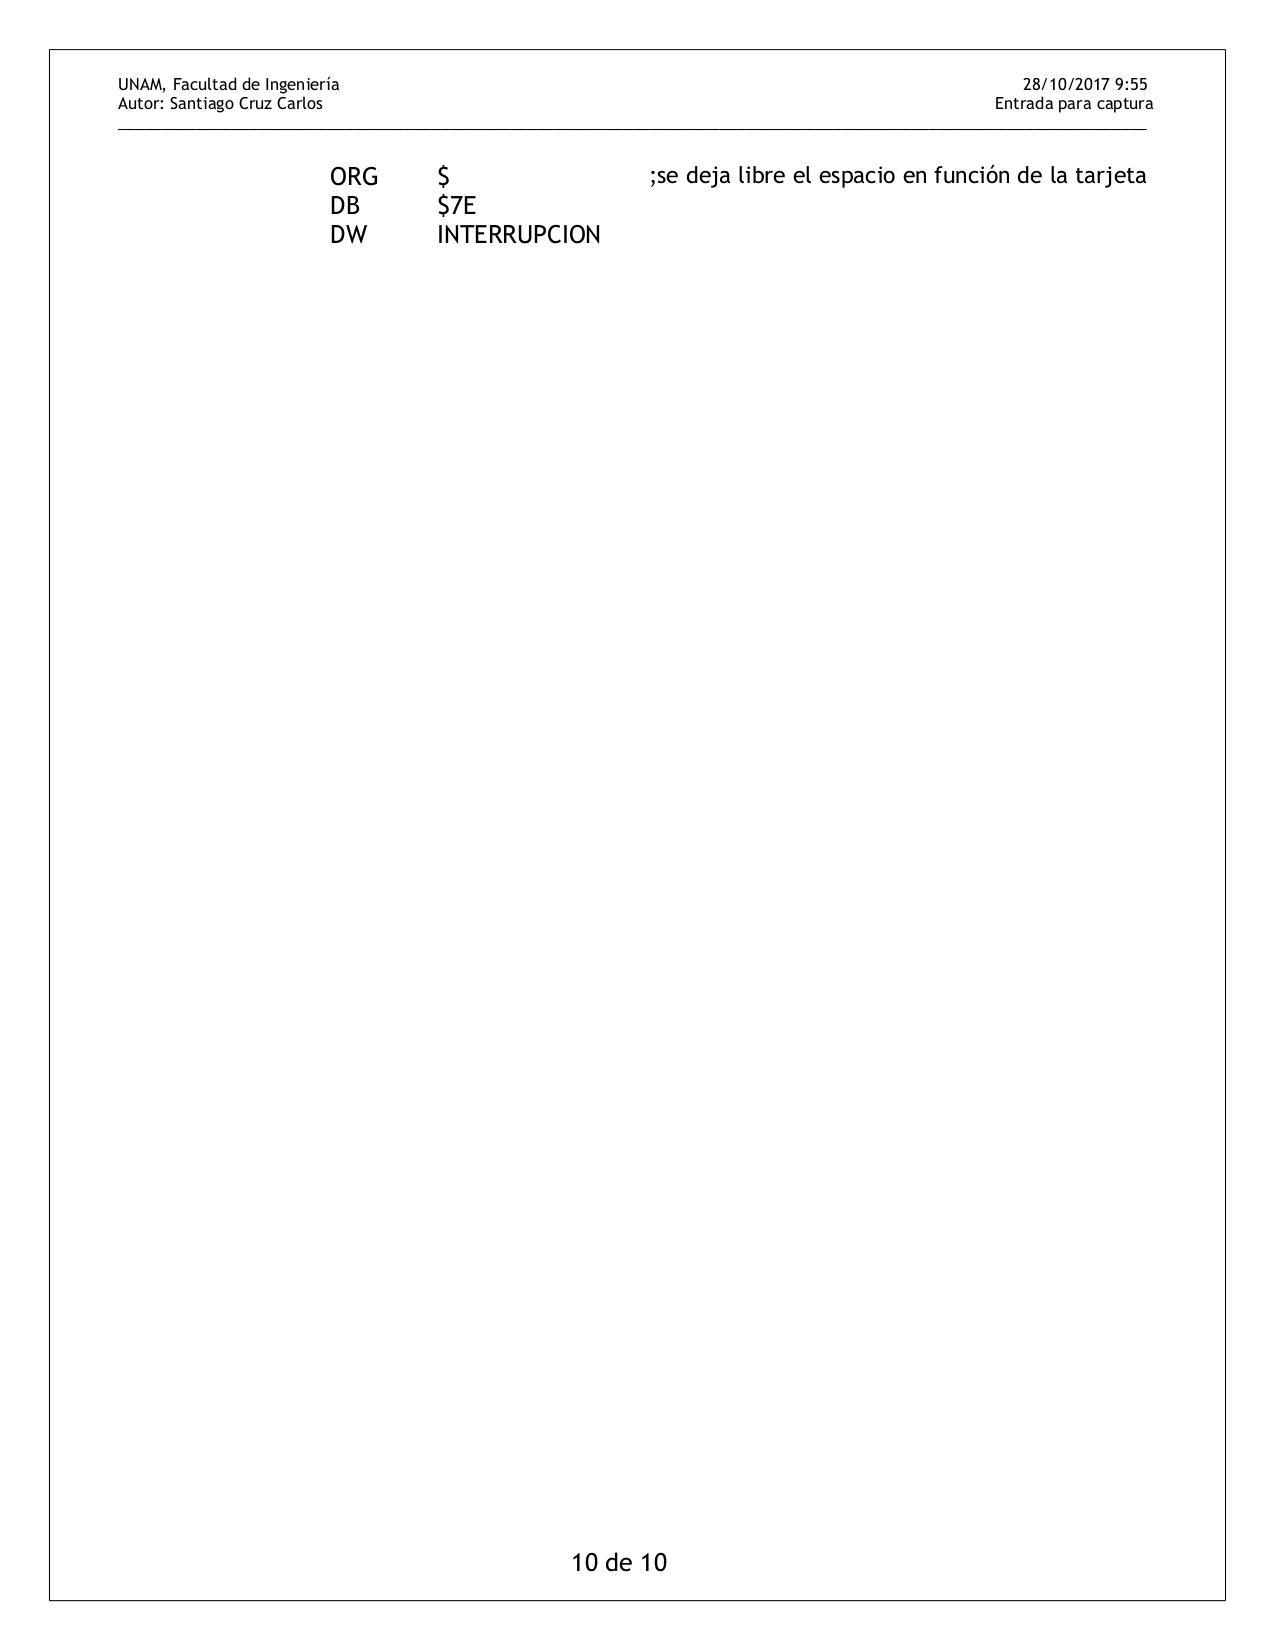 UNAM, Facultad de Ingeniería 28/10/2017 9:55
Autor: Santiago Cruz Carlos Entrada para captura
ORG $ ;se deja libre el espacio en función de la tarjeta
DB $7E
DW INTERRUPCION
10 de 10